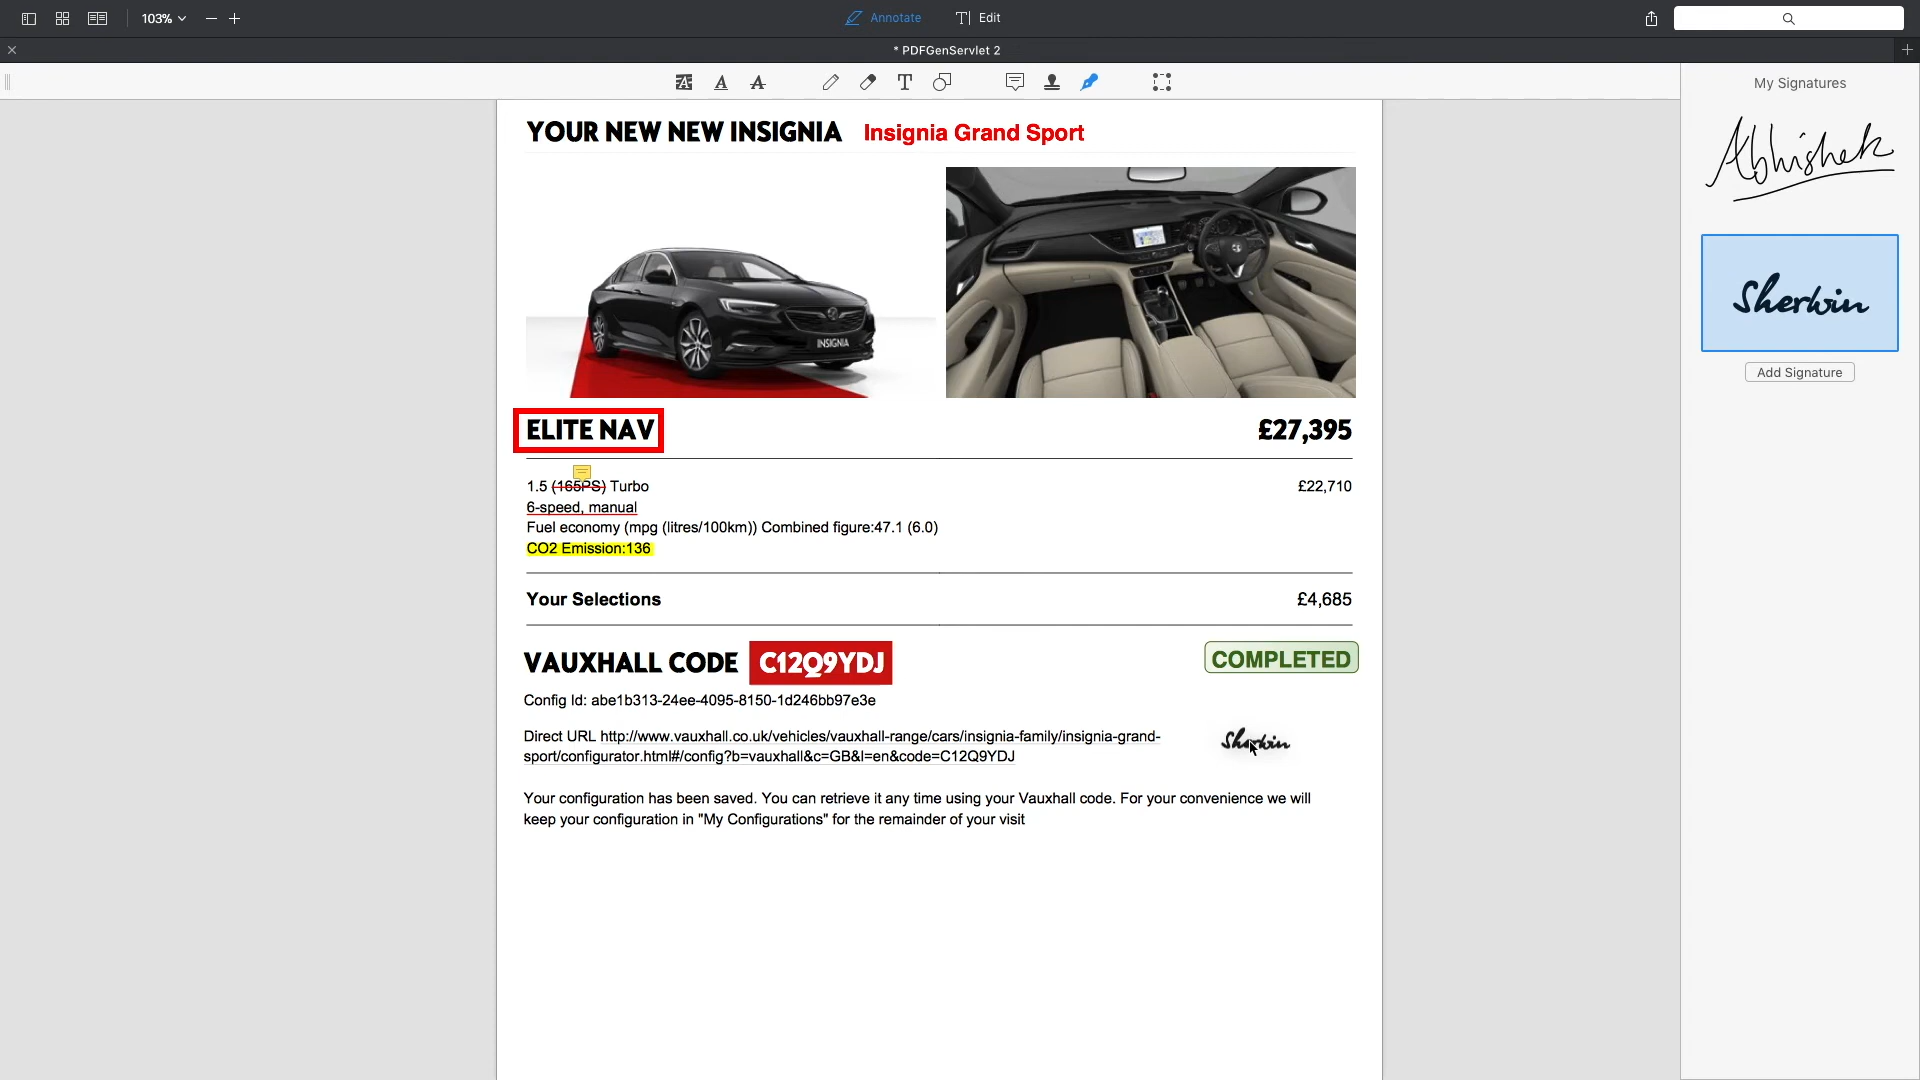 103%
Annotate
Edit
* PDFGenServlet 2
My Signatures
YOUR NEW NEW INSIGNIA Insignia Grand Sport
Abhishek
INSIGNIA
Sherwin
Add Signature
ELITE NAV £27,395
1.5 (165PS) Turbo £22,710
6-speed, manual
Fuel economy (mpg (litres/100km)) Combined figure:47.1 (6.0)
CO2 Emission:136
Your Selections £4,685
VAUXHALL CODE C12Q9YDJ COMPLETED
Config Id: abe1b313-24ee-4095-8150-1d246bb97e3e
Direct URL http://www.vauxhall.co.uk/vehicles/vauxhall-range/cars/insignia-family/insignia-grand-
sport/configurator.html#/config?b=vauxhall&c=GB&l=en&code=C12Q9YDJ
Sherwin
Your configuration has been saved. You can retrieve it any time using your Vauxhall code. For your convenience we will
keep your configuration in "My Configurations" for the remainder of your visit